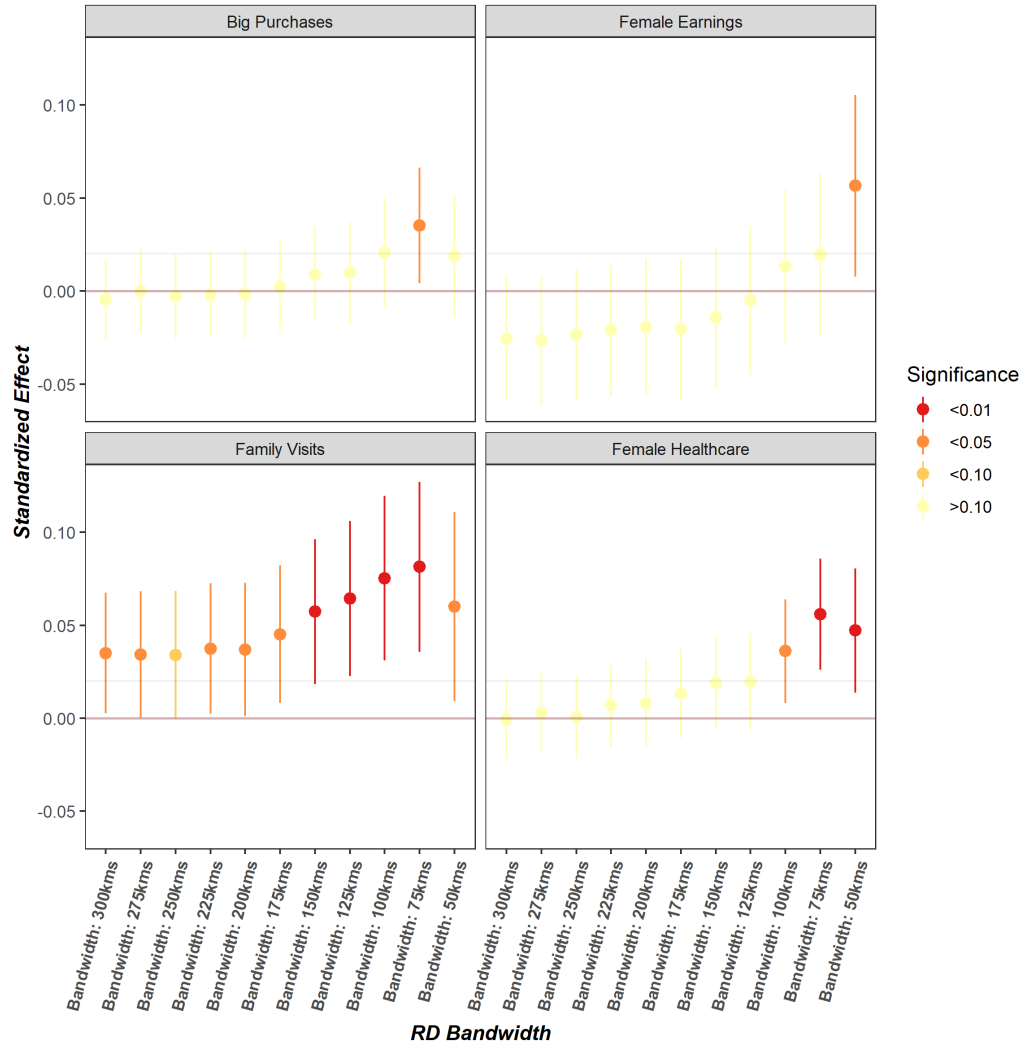 Big Purchases
Female Earnings
0.10
0.05
0.00
-0.05
Family Visits
Female Healthcare
0.10
0.05
0.00
-0.05
Standardized Effect
Bandwidth: 300kms
Bandwidth: 275kms
Bandwidth: 250kms
Bandwidth: 225kms
Bandwidth: 200kms
Bandwidth: 175kms
Bandwidth: 150kms
Bandwidth: 125kms
Bandwidth: 100kms
Bandwidth: 75kms
Bandwidth: 50kms
Bandwidth: 300kms
Bandwidth: 275kms
Bandwidth: 250kms
Bandwidth: 225kms
Bandwidth: 200kms
Bandwidth: 175kms
Bandwidth: 150kms
Bandwidth: 125kms
Bandwidth: 100kms
Bandwidth: 75kms
Bandwidth: 50kms
RD Bandwidth
Significance
<0.01
<0.05
<0.10
>0.10